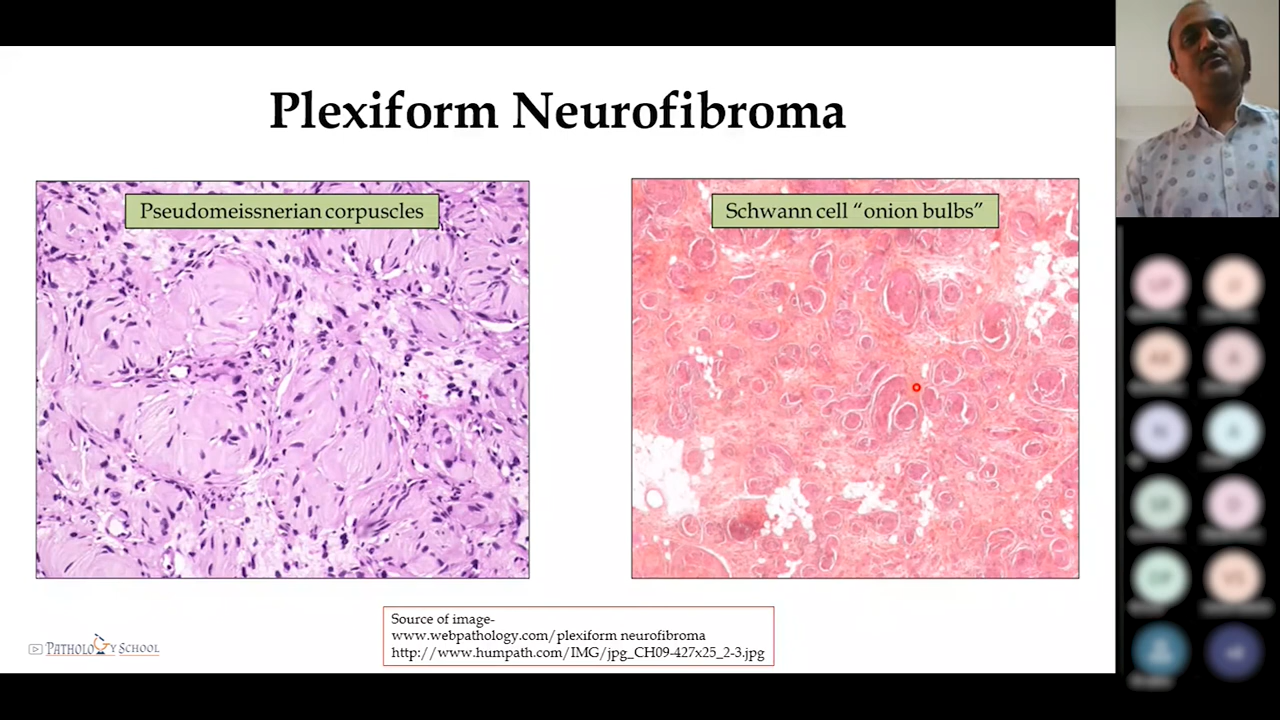 Plexiform Neurofibroma
Pseudomeissnerian corpuscles
Schwann cell “onion bulbs”
Source of image-
www.webpathology.com/plexiform neurofibroma
http://www.humpath.com/IMG/jpg_CH09-427x25_2-3.jpg
PATHOLOGY SCHOOL